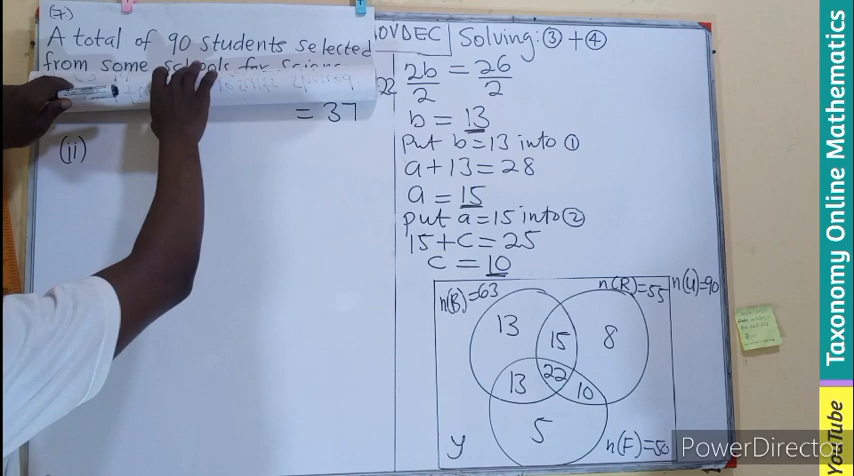 (7)
A total of 90 students selected
from some schools for
= 37
(ii)
OVDEC
Solving: ③ + ④
2b/2 = 26/2
b = 13
Put b=13 into ①
a+13=28
a = 15
put a=15 into ②
15+c=25
c = 10
n(B)=63
n(R)=55
n(U)=90
13
15
8
22
13
10
5
y
n(F)=50
PowerDirector
Taxonomy Online Mathematics
YouTube